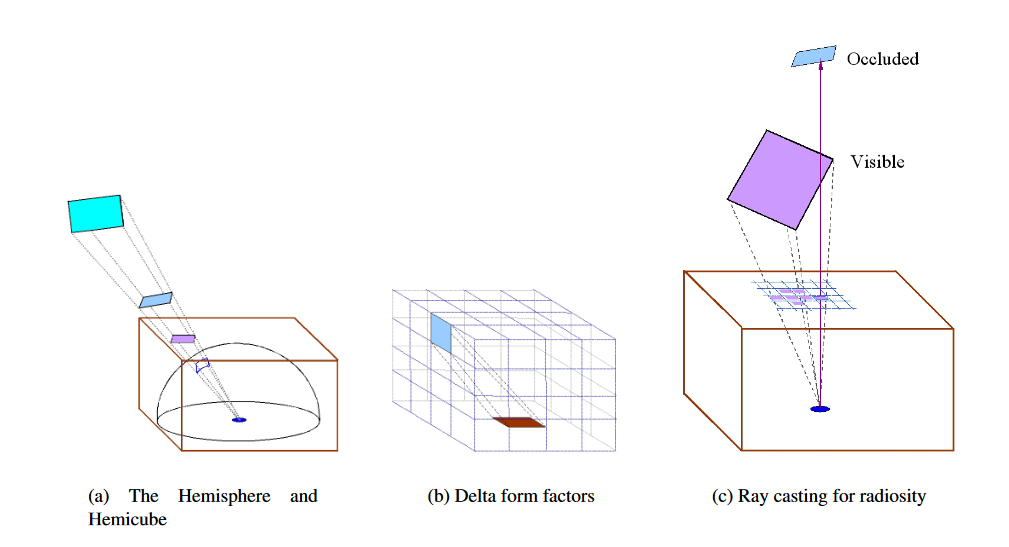 Occluded
Visible
(a) The Hemisphere and
Hemicube
(b) Delta form factors
(c) Ray casting for radiosity